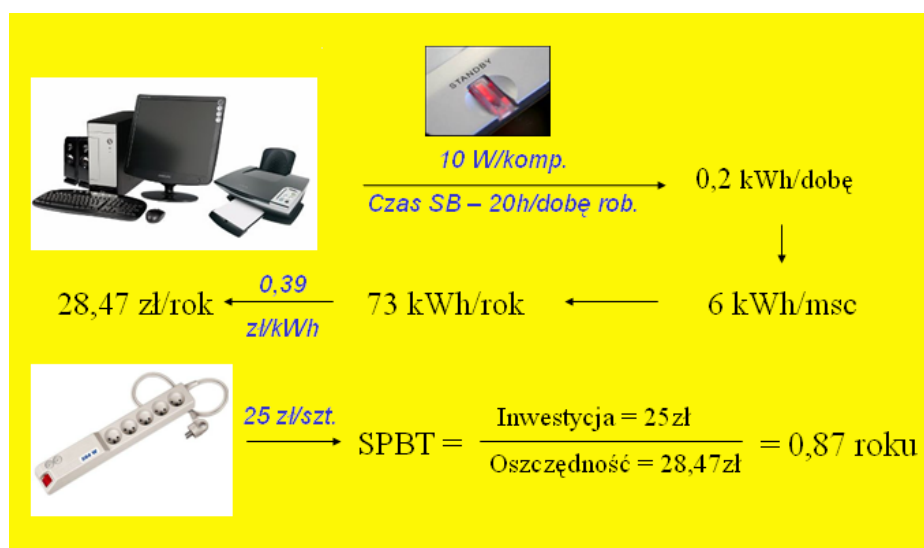 STANDBY
10 W/komp.
Czas SB – 20h/dobę rob.
0,2 kWh/dobę
28,47 zł/rok
0,39
zł/kWh
73 kWh/rok
6 kWh/msc
25 zł/szt.
SPBT =
Inwestycja = 25zł
Oszczędność = 28,47zł
= 0,87 roku